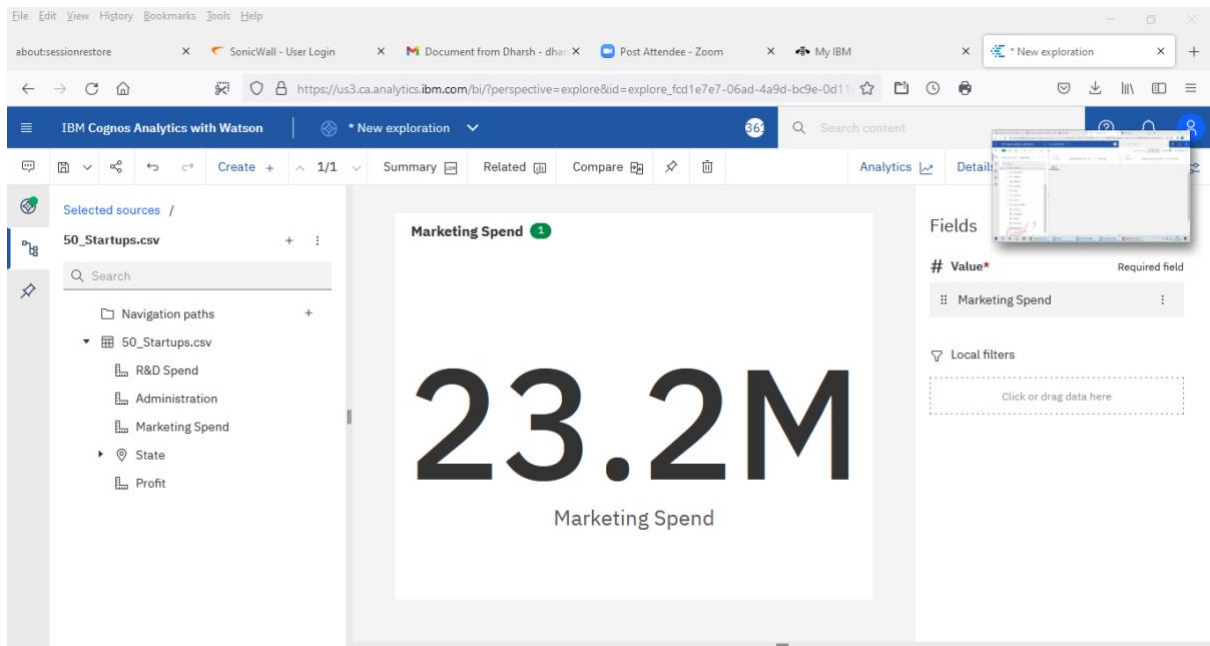 File Edit View History Bookmarks Tools Help
about:sessionrestore SonicWall - User Login Document from Dharsh - dhar Post Attendee - Zoom My IBM * New exploration
https://us3.ca.analytics.ibm.com/bi/?perspective=explore&id=explore_fcd1e7e7-06ad-4a9d-bc9e-0d11
IBM Cognos Analytics with Watson * New exploration 361 Search content
Create + 1/1 Summary Related Compare Analytics Details
Selected sources /
50_Startups.csv
Search
Navigation paths
50_Startups.csv
R&D Spend
Administration
Marketing Spend
State
Profit
Marketing Spend 1
23.2M
Marketing Spend
Fields
# Value* Required field
Marketing Spend
Local filters
Click or drag data here